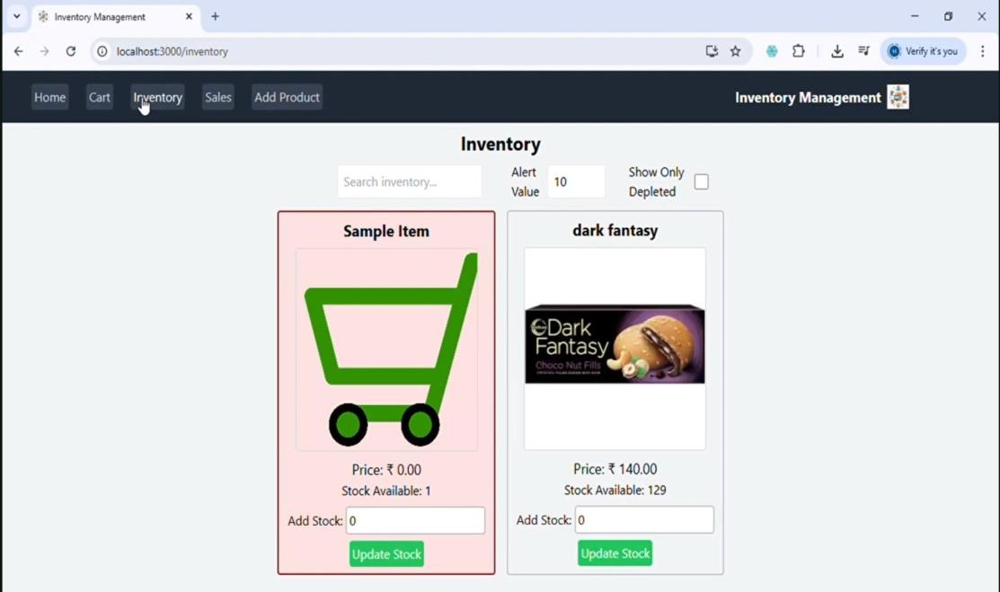 Inventory Management
localhost:3000/inventory
Verify it's you
Home Cart Inventory Sales Add Product
Inventory Management
Inventory
Search inventory...
Alert
Value
10
Show Only
Depleted
Sample Item
Price: ₹ 0.00
Stock Available: 1
Add Stock: 0
Update Stock
dark fantasy
Dark
Fantasy
Choco Nut Fills
Price: ₹ 140.00
Stock Available: 129
Add Stock: 0
Update Stock